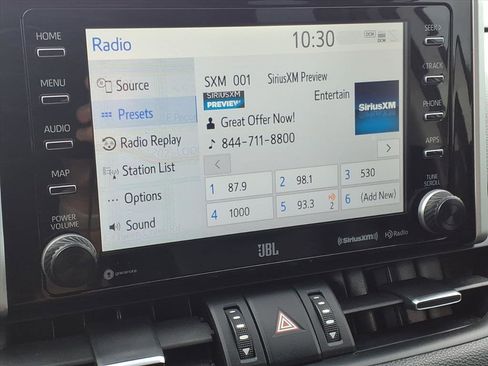 HOME
MENU
AUDIO
MAP
POWER
VOLUME
Radio
10:30
DCM
Source
Presets
Radio Replay
Station List
Options
Sound
SXM 001 SiriusXM Preview
SIRIUSXM
PREVIEW
Entertain
SiriusXM
Great Offer Now!
844-711-8800
1 87.9
2 98.1
3 530
4 1000
5 93.3
2
6 (Add New)
SEEK >
< TRACK
PHONE
APPS
TUNE
SCROLL
gracenote
JBL
SiriusXM
HD Radio